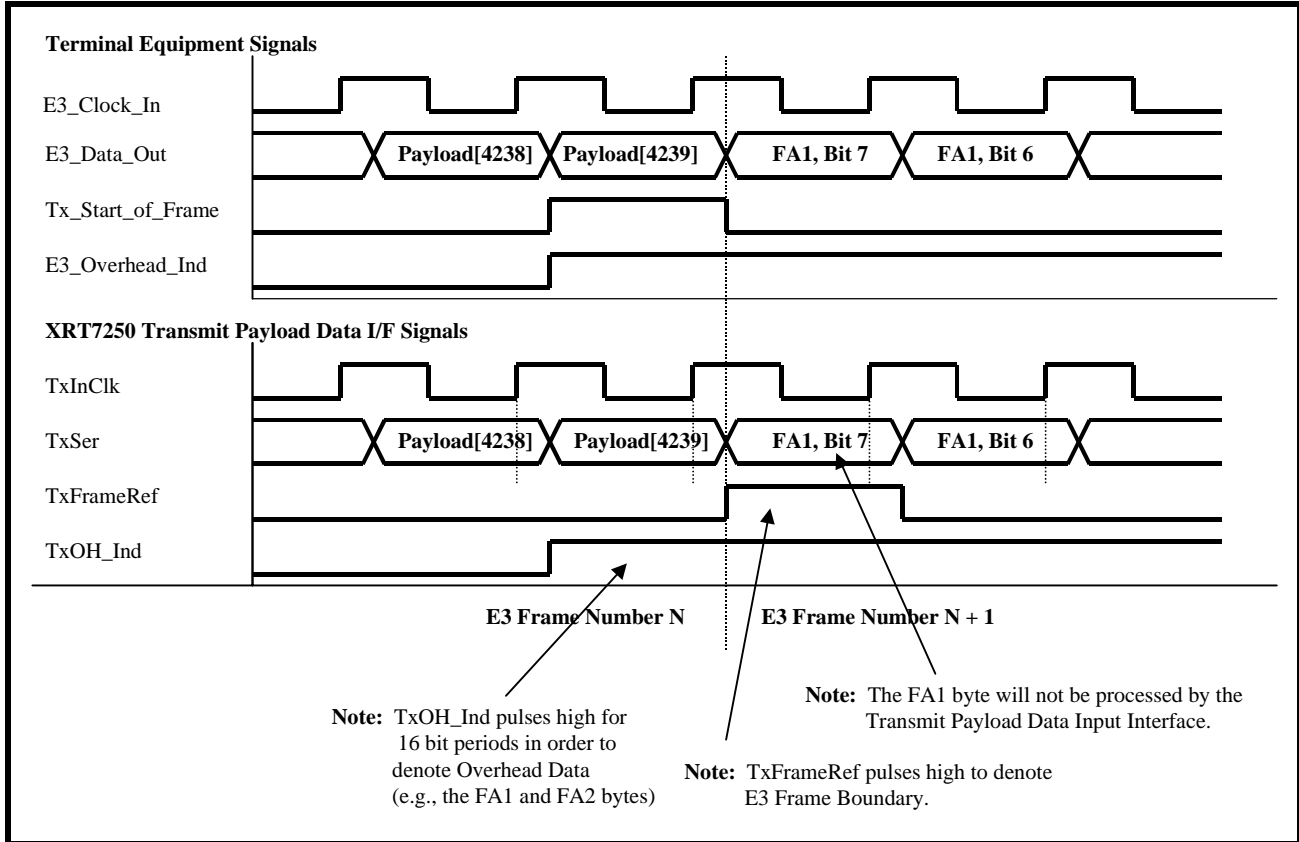 Terminal Equipment Signals
E3_Clock_In
E3_Data_Out
Payload[4238]
Payload[4239]
FA1, Bit 7
FA1, Bit 6
Tx_Start_of_Frame
E3_Overhead_Ind
XRT7250 Transmit Payload Data I/F Signals
TxInClk
TxSer
Payload[4238]
Payload[4239]
FA1, Bit 7
FA1, Bit 6
TxFrameRef
TxOH_Ind
E3 Frame Number N
E3 Frame Number N + 1
Note: TxOH_Ind pulses high for
16 bit periods in order to
denote Overhead Data
(e.g., the FA1 and FA2 bytes)
Note: TxFrameRef pulses high to denote
E3 Frame Boundary.
Note: The FA1 byte will not be processed by the
Transmit Payload Data Input Interface.